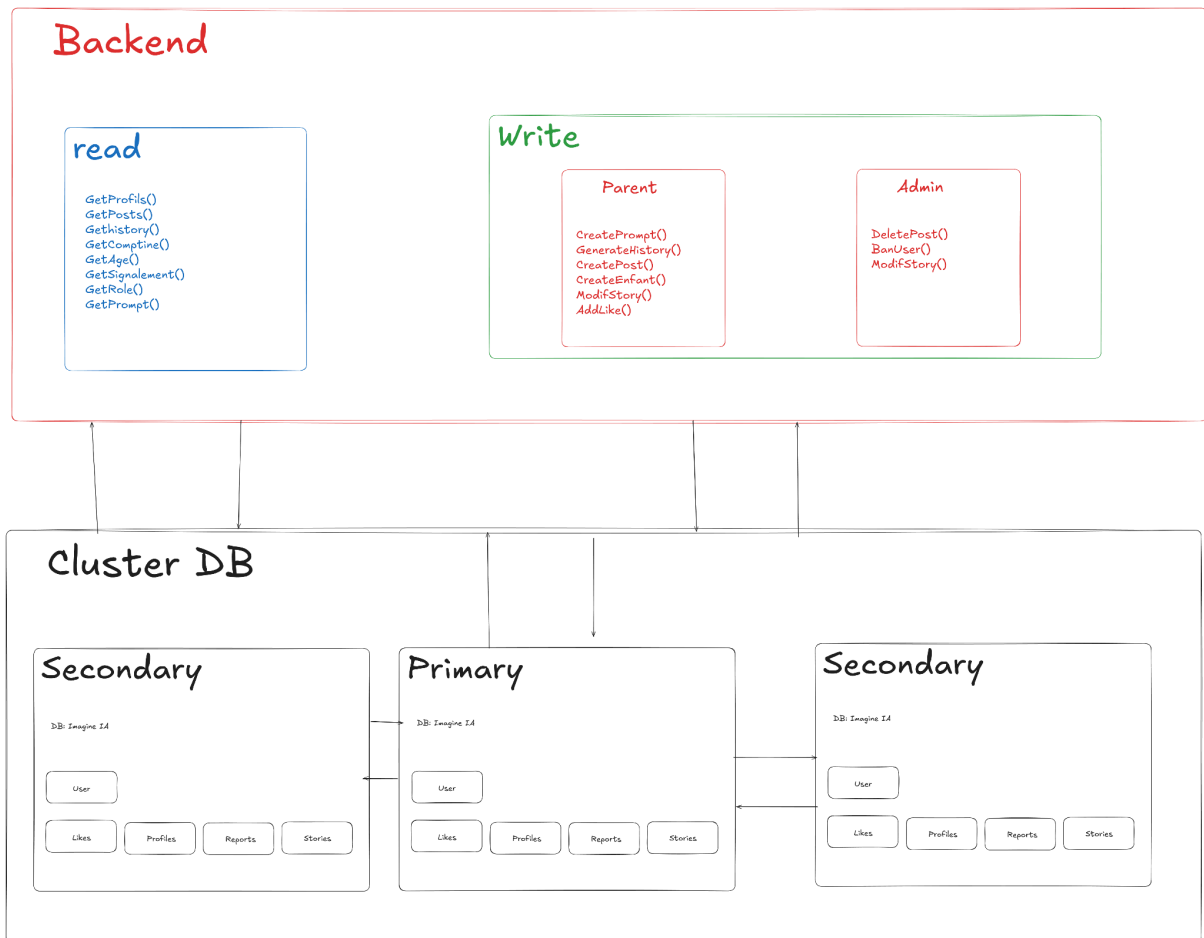 Backend
read
GetProfils()
GetPosts()
Gethistory()
GetComptine()
GetAge()
GetSignalement()
GetRole()
GetPrompt()
Write
Parent
CreatePrompt()
GenerateHistory()
CreatePost()
CreateEnfant()
ModifStory()
AddLike()
Admin
DeletePost()
BanUser()
ModifStory()
Cluster DB
Secondary
DB: Imagine IA
User
Likes
Profiles
Reports
Stories
Primary
DB: Imagine IA
User
Likes
Profiles
Reports
Stories
Secondary
DB: Imagine IA
User
Likes
Profiles
Reports
Stories